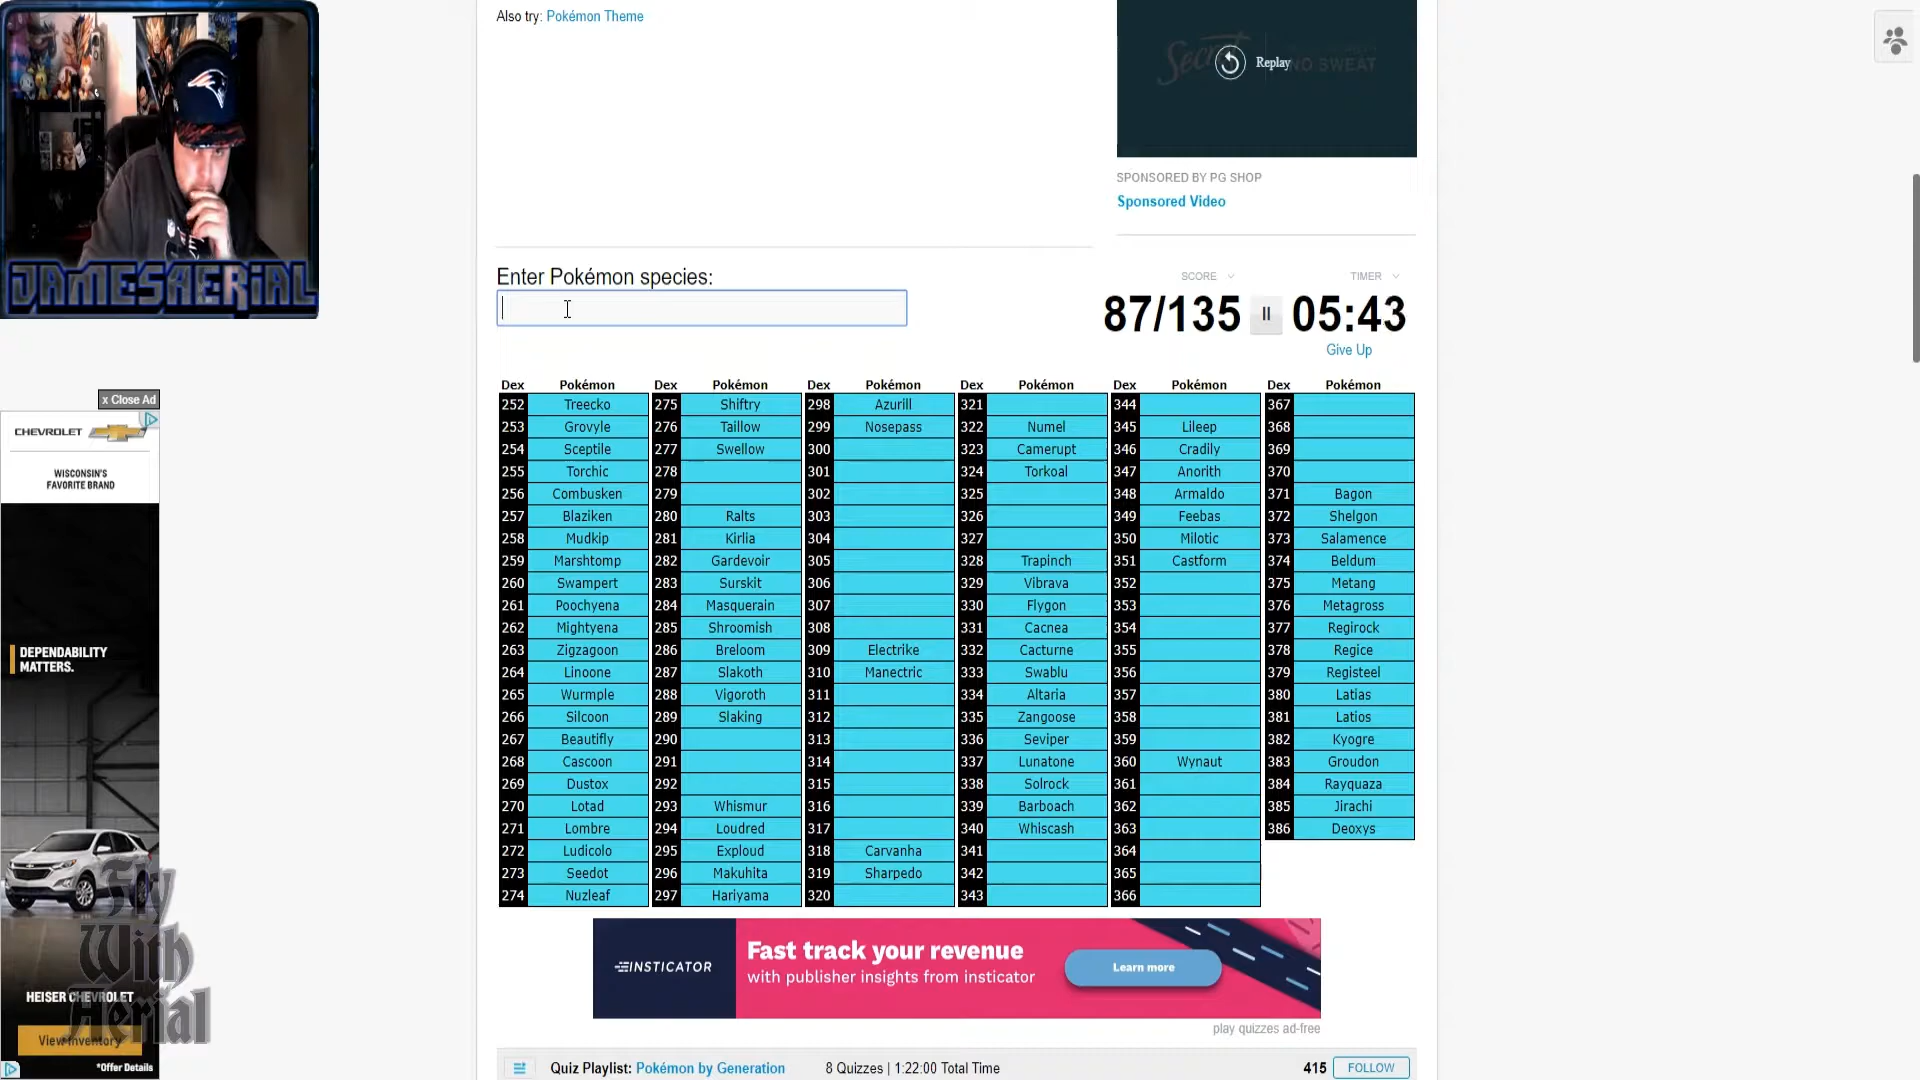 Also try: Pokémon Theme
Replay
NO SWEAT
SPONSORED BY PG SHOP
Sponsored Video
JAMESAERIAL
Enter Pokémon species:
SCORE
TIMER
87/135
05:43
Give Up
x Close Ad
CHEVROLET
WISCONSIN'S
FAVORITE BRAND
DEPENDABILITY
MATTERS.
HEISER CHEVROLET
View Inventory
*Offer Details
Try
With
Aerial
Dex Pokémon Dex Pokémon Dex Pokémon Dex Pokémon Dex Pokémon Dex Pokémon
252 Treecko 275 Shiftry 298 Azurill 321 344 367
253 Grovyle 276 Taillow 299 Nosepass 322 Numel 345 Lileep 368
254 Sceptile 277 Swellow 300 323 Camerupt 346 Cradily 369
255 Torchic 278 301 324 Torkoal 347 Anorith 370
256 Combusken 279 302 325 348 Armaldo 371 Bagon
257 Blaziken 280 Ralts 303 326 349 Feebas 372 Shelgon
258 Mudkip 281 Kirlia 304 327 350 Milotic 373 Salamence
259 Marshtomp 282 Gardevoir 305 328 Trapinch 351 Castform 374 Beldum
260 Swampert 283 Surskit 306 329 Vibrava 352 375 Metang
261 Poochyena 284 Masquerain 307 330 Flygon 353 376 Metagross
262 Mightyena 285 Shroomish 308 331 Cacnea 354 377 Regirock
263 Zigzagoon 286 Breloom 309 Electrike 332 Cacturne 355 378 Regice
264 Linoone 287 Slakoth 310 Manectric 333 Swablu 356 379 Registeel
265 Wurmple 288 Vigoroth 311 334 Altaria 357 380 Latias
266 Silcoon 289 Slaking 312 335 Zangoose 358 381 Latios
267 Beautifly 290 313 336 Seviper 359 382 Kyogre
268 Cascoon 291 314 337 Lunatone 360 Wynaut 383 Groudon
269 Dustox 292 315 338 Solrock 361 384 Rayquaza
270 Lotad 293 Whismur 316 339 Barboach 362 385 Jirachi
271 Lombre 294 Loudred 317 340 Whiscash 363 386 Deoxys
272 Ludicolo 295 Exploud 318 Carvanha 341 364
273 Seedot 296 Makuhita 319 Sharpedo 342 365
274 Nuzleaf 297 Hariyama 320 343 366
INSTICATOR
Fast track your revenue
with publisher insights from insticator
Learn more
play quizzes ad-free
Quiz Playlist: Pokémon by Generation 8 Quizzes | 1:22:00 Total Time 415 FOLLOW